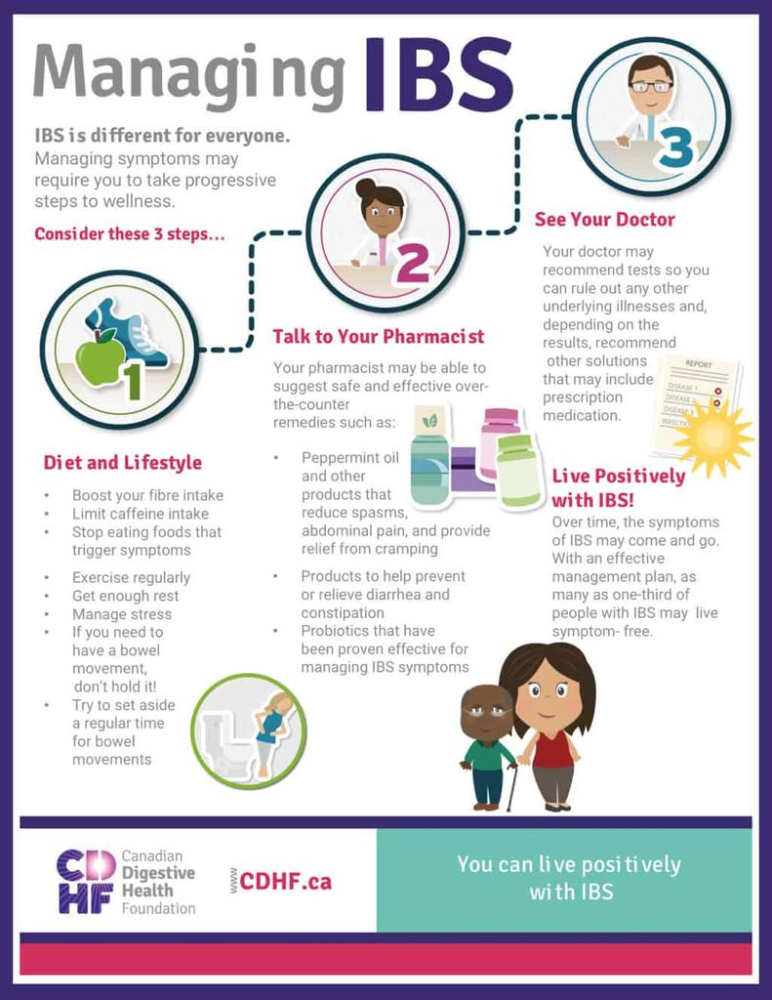 Managing IBS
IBS is different for everyone.
Managing symptoms may
require you to take progressive
steps to wellness.
Consider these 3 steps...
1
Diet and Lifestyle
• Boost your fibre intake
• Limit caffeine intake
• Stop eating foods that
trigger symptoms
• Exercise regularly
• Get enough rest
• Manage stress
• If you need to
have a bowel
movement,
don't hold it!
• Try to set aside
a regular time
for bowel
movements
2
Talk to Your Pharmacist
Your pharmacist may be able to
suggest safe and effective over-
the-counter
remedies such as:
• Peppermint oil
and other
products that
reduce spasms,
abdominal pain, and provide
relief from cramping
• Products to help prevent
or relieve diarrhea and
constipation
• Probiotics that have
been proven effective for
managing IBS symptoms
3
See Your Doctor
Your doctor may
recommend tests so you
can rule out any other
underlying illnesses and,
depending on the
results, recommend
other solutions
that may include
prescription
medication.
REPORT
DISEASE 1
DISEASE 2
DISEASE 3
Live Positively
with IBS!
Over time, the symptoms
of IBS may come and go.
With an effective
management plan, as
many as one-third of
people with IBS may live
symptom- free.
CDHF
Canadian
Digestive
Health
Foundation
www.CDHF.ca
You can live positively
with IBS